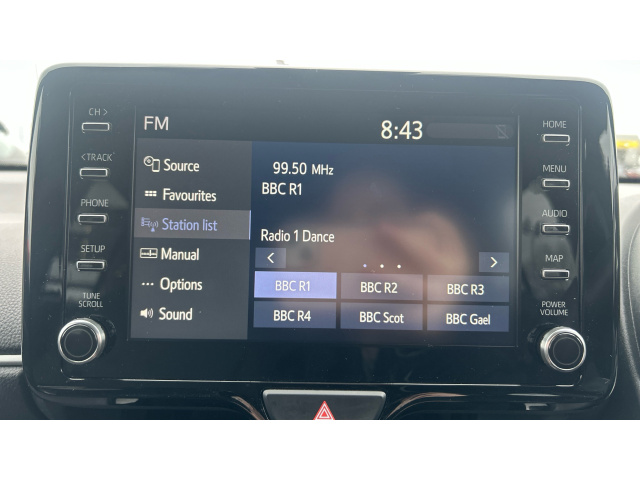 CH >
< TRACK
PHONE
SETUP
TUNE
SCROLL
FM
8:43
Source
Favourites
Station list
Manual
Options
Sound
99.50 MHz
BBC R1
Radio 1 Dance
BBC R1
BBC R2
BBC R3
BBC R4
BBC Scot
BBC Gael
HOME
MENU
AUDIO
MAP
POWER
VOLUME